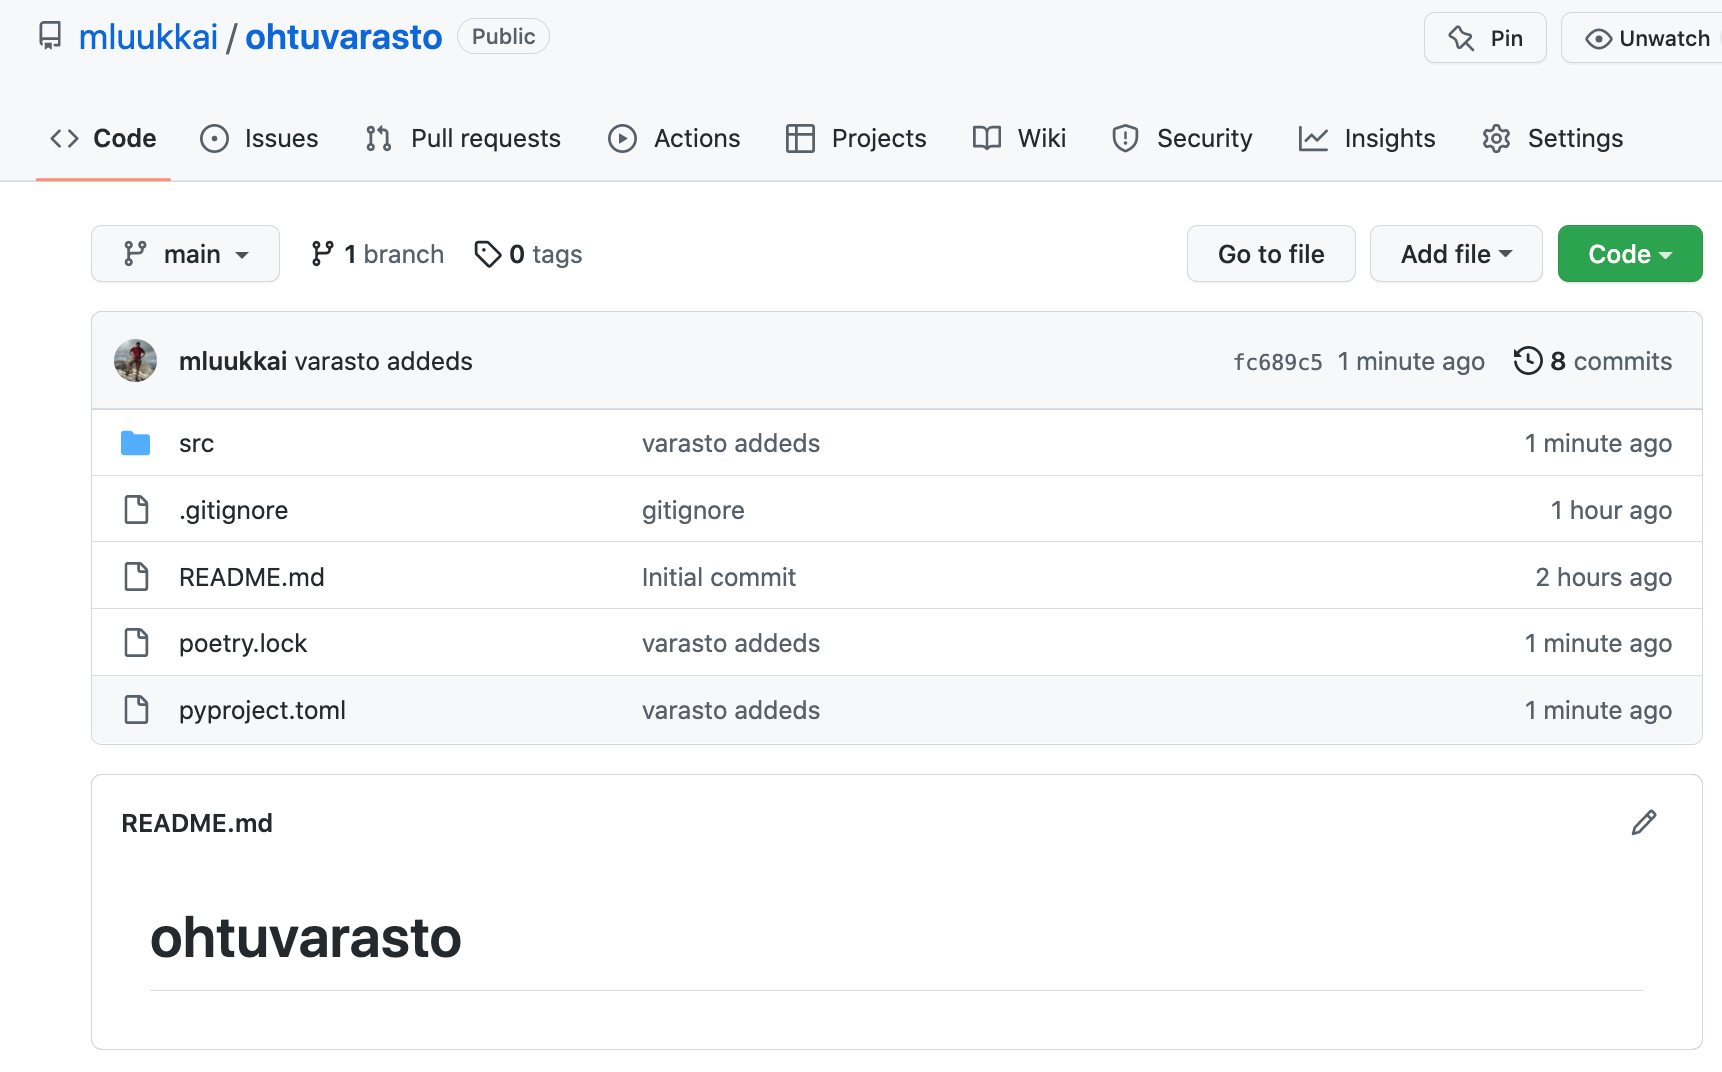 mluukkai / ohtuvarasto Public Pin Unwatch
Code Issues Pull requests Actions Projects Wiki Security Insights Settings
main 1 branch 0 tags Go to file Add file Code
mluukkai varasto addeds fc689c5 1 minute ago 8 commits
src varasto addeds 1 minute ago
.gitignore gitignore 1 hour ago
README.md Initial commit 2 hours ago
poetry.lock varasto addeds 1 minute ago
pyproject.toml varasto addeds 1 minute ago
README.md
ohtuvarasto